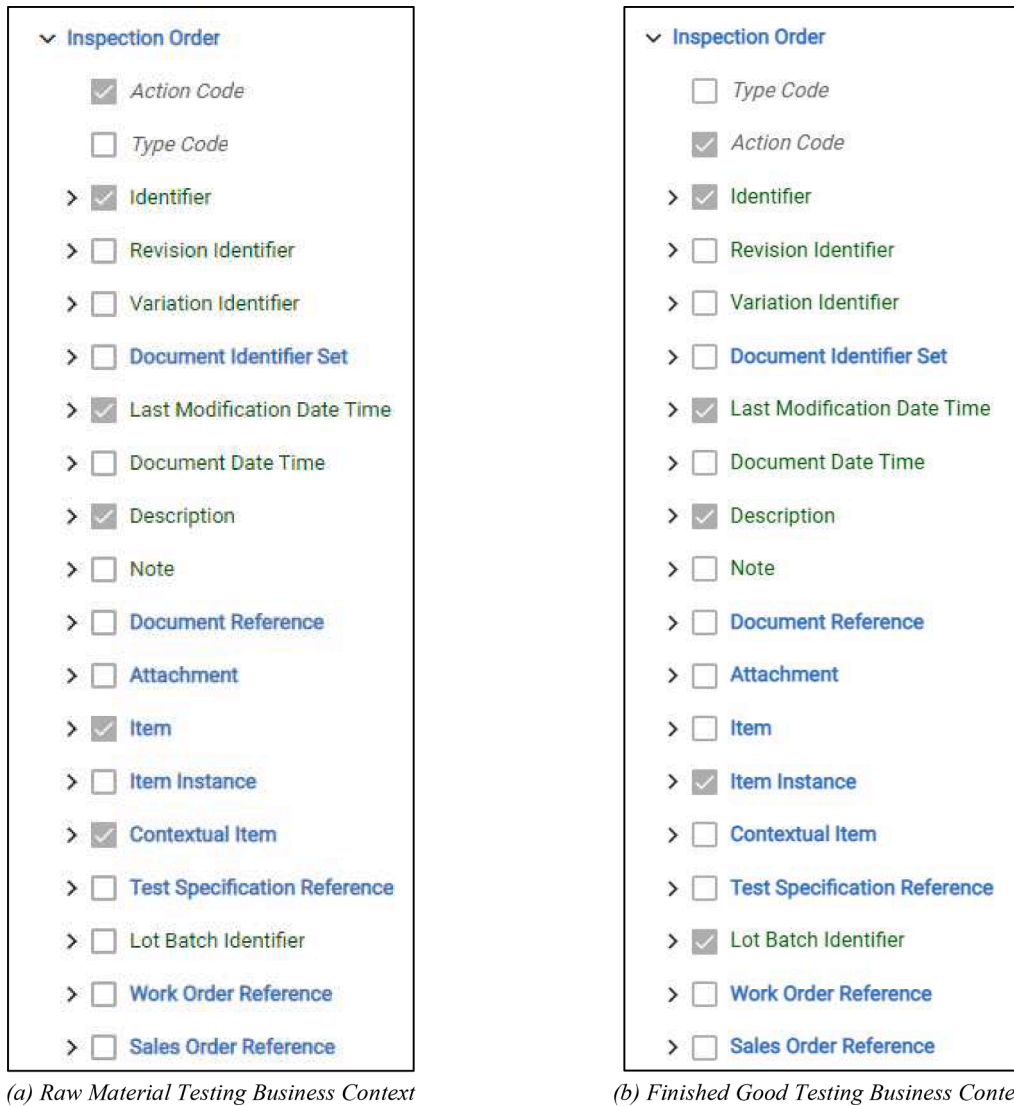 Inspection Order
Action Code
Type Code
Identifier
Revision Identifier
Variation Identifier
Document Identifier Set
Last Modification Date Time
Document Date Time
Description
Note
Document Reference
Attachment
Item
Item Instance
Contextual Item
Test Specification Reference
Lot Batch Identifier
Work Order Reference
Sales Order Reference
(a) Raw Material Testing Business Context
Inspection Order
Type Code
Action Code
Identifier
Revision Identifier
Variation Identifier
Document Identifier Set
Last Modification Date Time
Document Date Time
Description
Note
Document Reference
Attachment
Item
Item Instance
Contextual Item
Test Specification Reference
Lot Batch Identifier
Work Order Reference
Sales Order Reference
(b) Finished Good Testing Business Conte